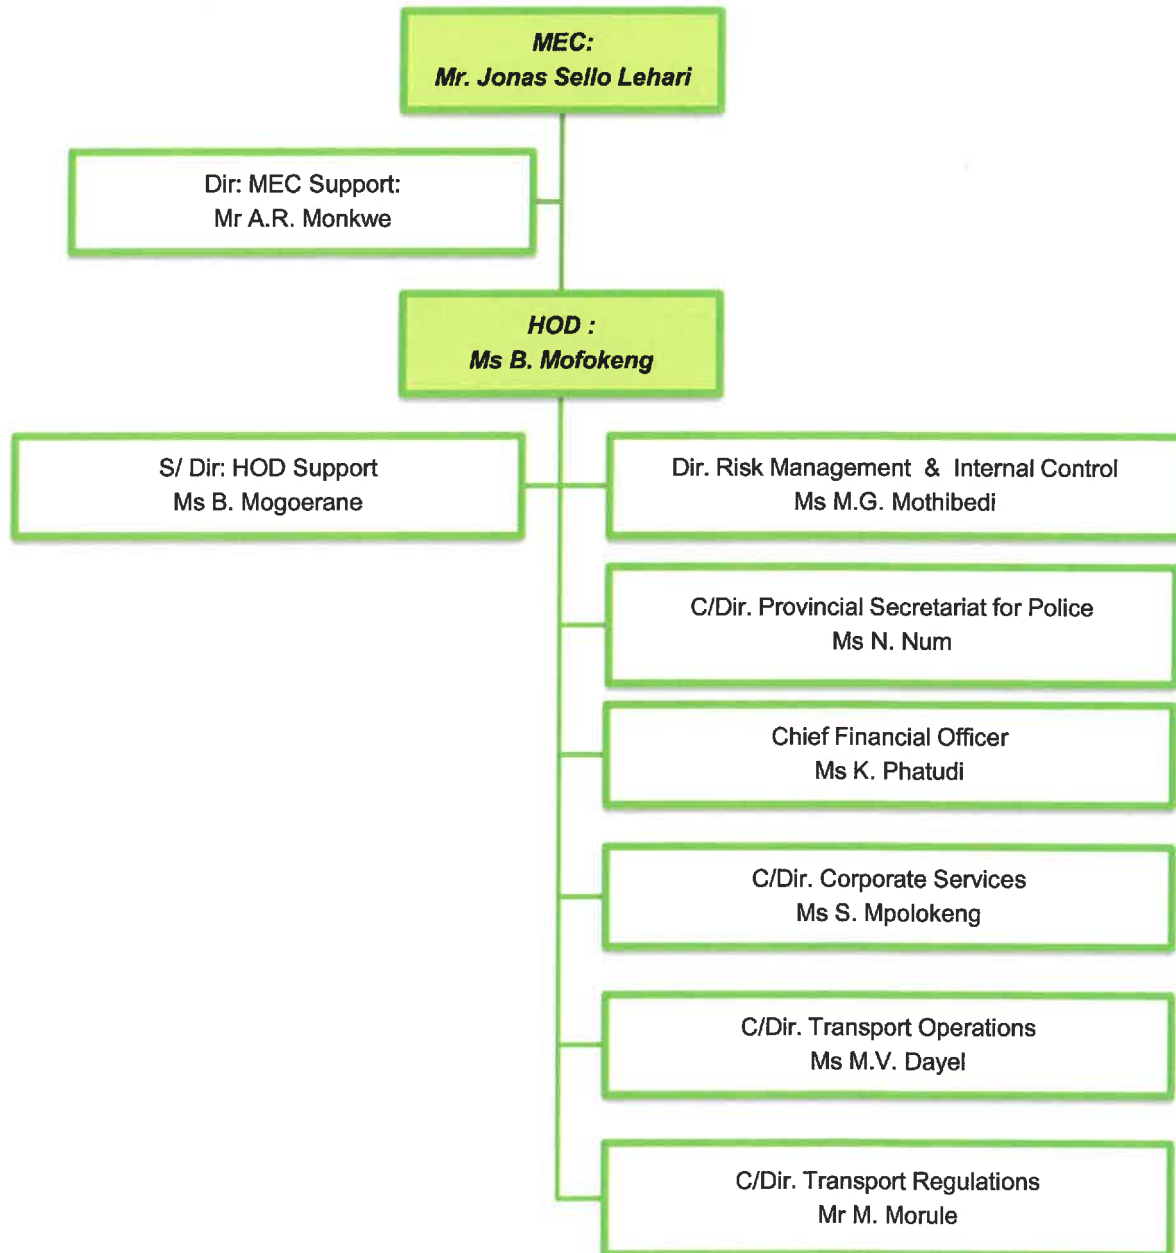 MEC:
Mr. Jonas Sello Lehari
Dir: MEC Support:
Mr A.R. Monkwe
HOD :
Ms B. Mofokeng
S/ Dir: HOD Support
Ms B. Mogoerane
Dir. Risk Management & Internal Control
Ms M.G. Mothibedi
C/Dir. Provincial Secretariat for Police
Ms N. Num
Chief Financial Officer
Ms K. Phatudi
C/Dir. Corporate Services
Ms S. Mpolokeng
C/Dir. Transport Operations
Ms M.V. Dayel
C/Dir. Transport Regulations
Mr M. Morule